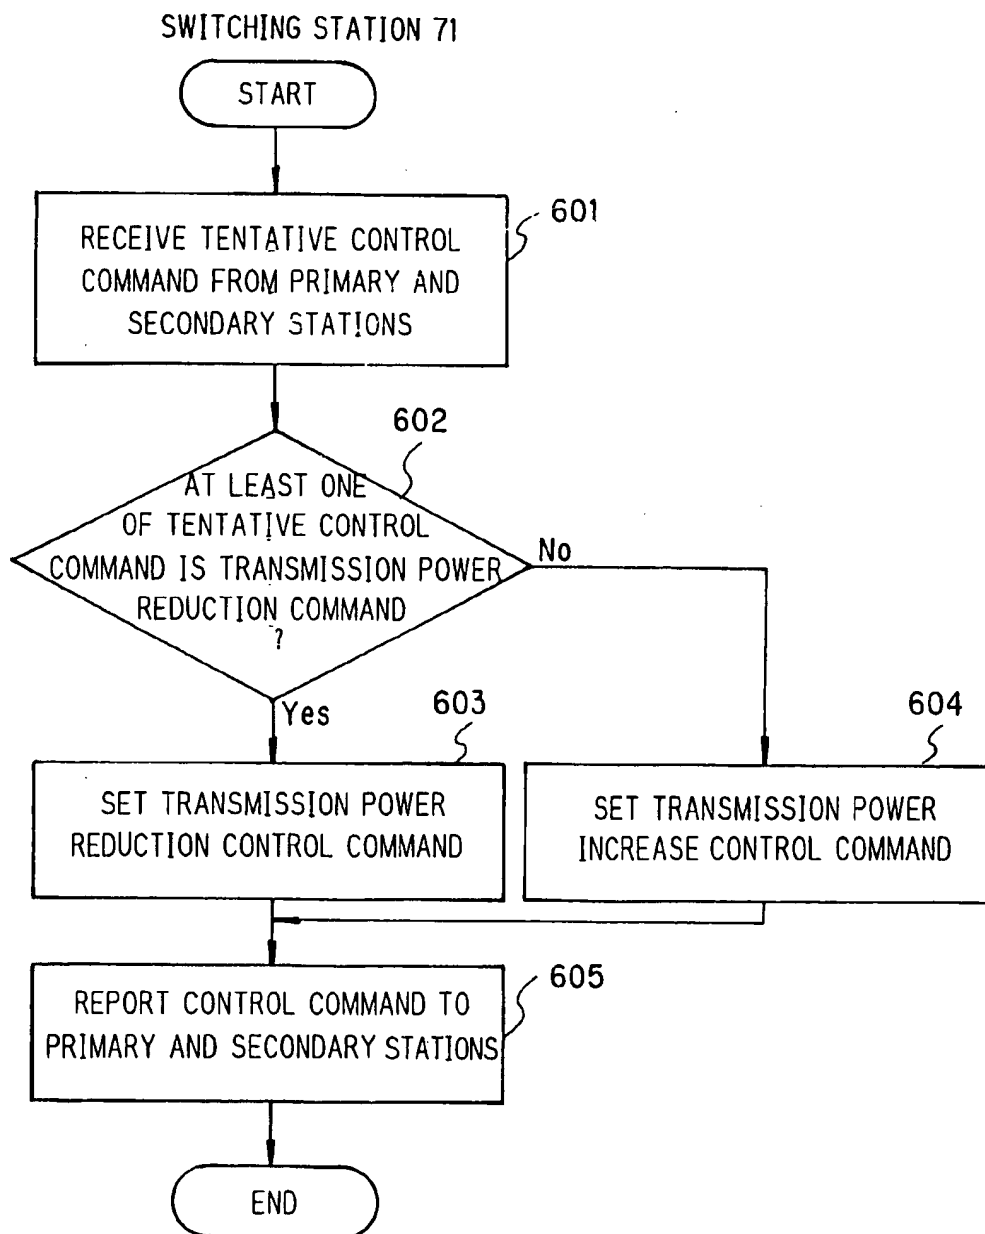 SWITCHING STATION 71
START
601
RECEIVE TENTATIVE CONTROL
COMMAND FROM PRIMARY AND
SECONDARY STATIONS
602
AT LEAST ONE
OF TENTATIVE CONTROL
COMMAND IS TRANSMISSION POWER
REDUCTION COMMAND
?
No
Yes
603
SET TRANSMISSION POWER
REDUCTION CONTROL COMMAND
604
SET TRANSMISSION POWER
INCREASE CONTROL COMMAND
605
REPORT CONTROL COMMAND TO
PRIMARY AND SECONDARY STATIONS
END